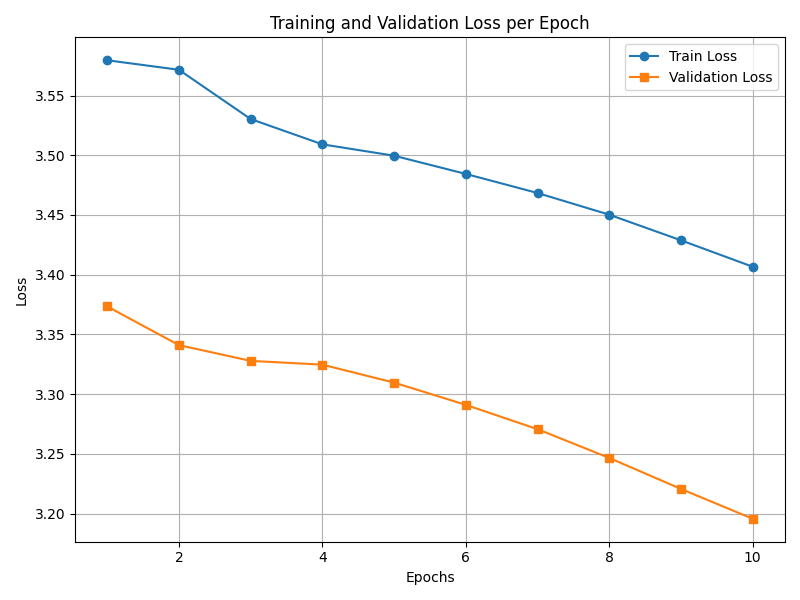 Training and Validation Loss per Epoch
Train Loss
Validation Loss
3.55
3.50
3.45
3.40
3.35
3.30
3.25
3.20
Loss
2 4 6 8 10
Epochs